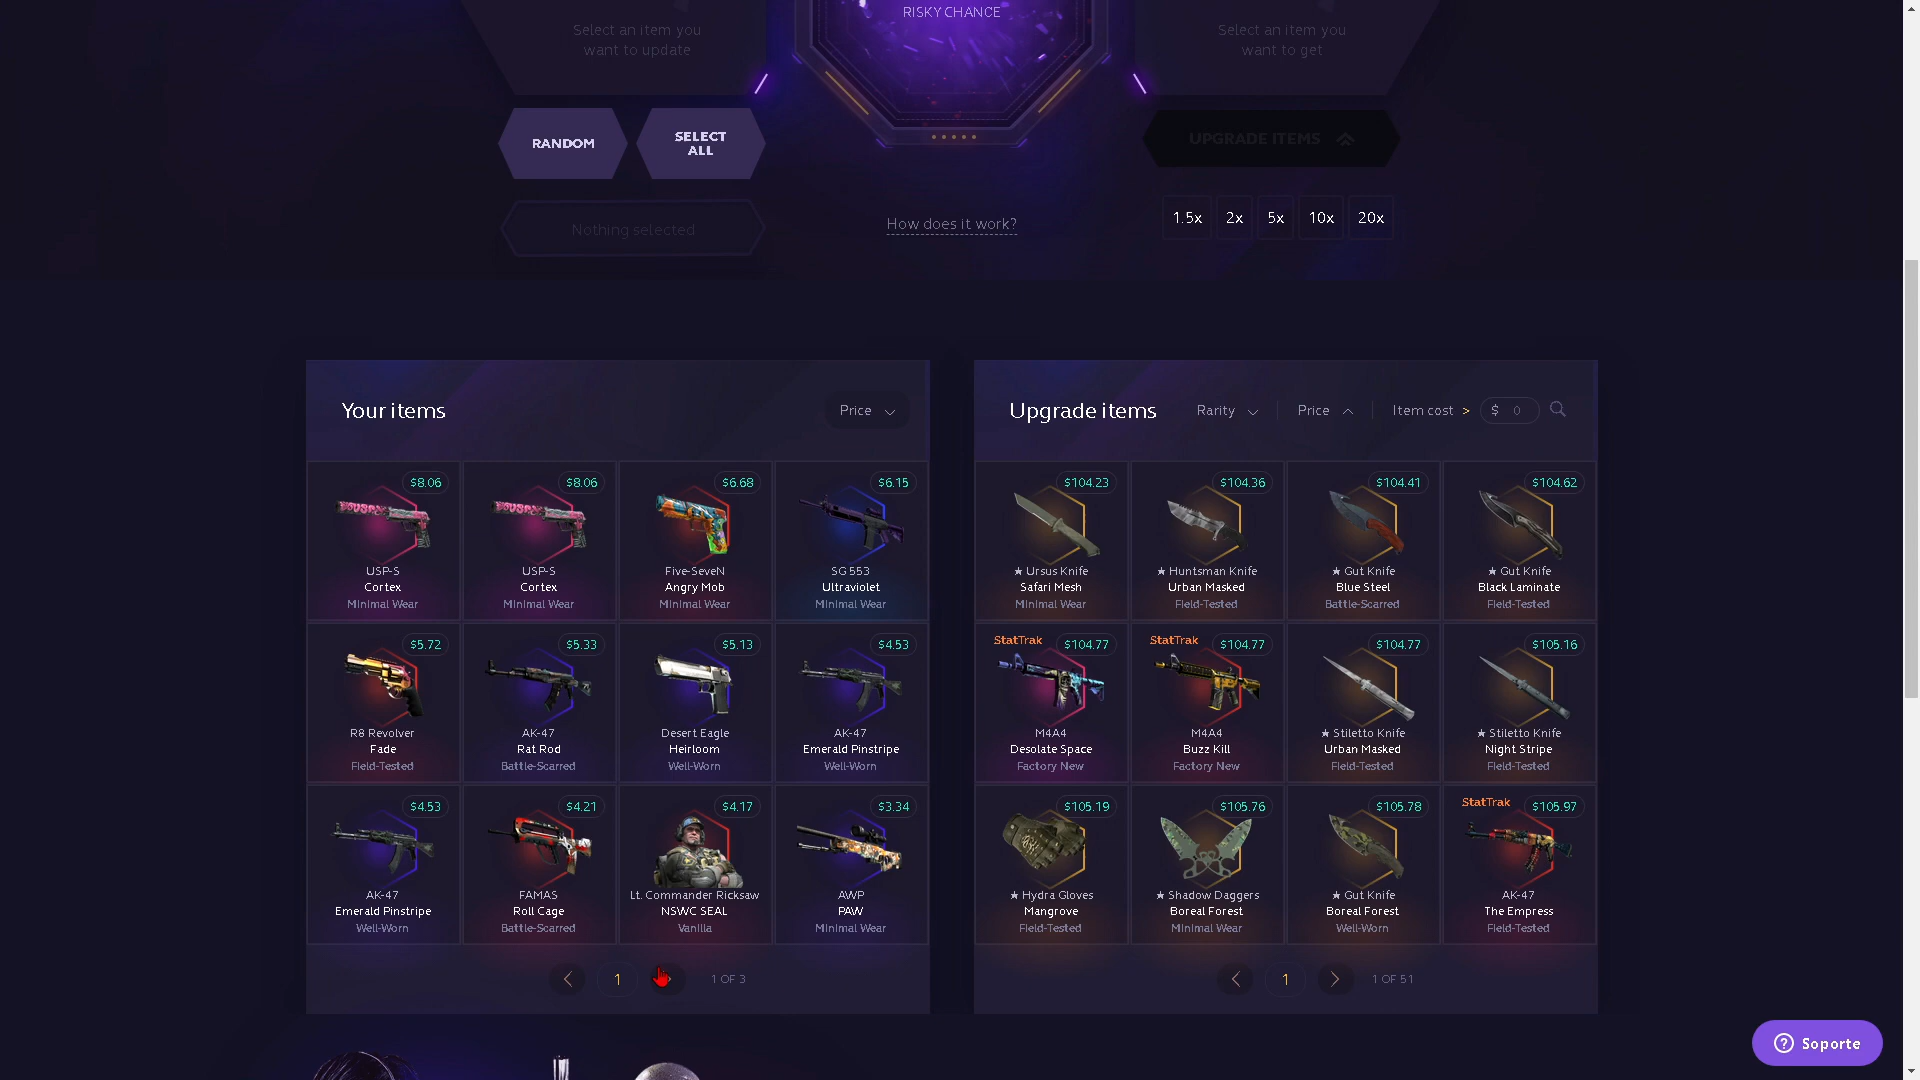 RISKY CHANCE
Select an item you
want to update
Select an item you
want to get
RANDOM
SELECT
ALL
UPGRADE ITEMS
Nothing selected
How does it work?
1.5x
2x
5x
10x
20x
Your items
Price
Upgrade items
Rarity
Price
Item cost >
$ 0
$8.06
USP-S
Cortex
Minimal Wear
$8.06
USP-S
Cortex
Minimal Wear
$6.68
Five-SeveN
Angry Mob
Minimal Wear
$6.15
SG 553
Ultraviolet
Minimal Wear
$5.72
R8 Revolver
Fade
Field-Tested
$5.33
AK-47
Rat Rod
Battle-Scarred
$5.13
Desert Eagle
Heirloom
Well-Worn
$4.53
AK-47
Emerald Pinstripe
Well-Worn
$4.53
AK-47
Emerald Pinstripe
Well-Worn
$4.21
FAMAS
Roll Cage
Battle-Scarred
$4.17
Lt. Commander Ricksaw
NSWC SEAL
Vanilla
$3.34
AWP
PAW
Minimal Wear
1
1 OF 3
$104.23
★ Ursus Knife
Safari Mesh
Minimal Wear
$104.36
★ Huntsman Knife
Urban Masked
Field-Tested
$104.41
★ Gut Knife
Blue Steel
Battle-Scarred
$104.62
★ Gut Knife
Black Laminate
Field-Tested
StatTrak
$104.77
M4A4
Desolate Space
Factory New
StatTrak
$104.77
M4A4
Buzz Kill
Factory New
$104.77
★ Stiletto Knife
Urban Masked
Field-Tested
$105.16
★ Stiletto Knife
Night Stripe
Field-Tested
$105.19
★ Hydra Gloves
Mangrove
Field-Tested
$105.76
★ Shadow Daggers
Boreal Forest
Minimal Wear
$105.78
★ Gut Knife
Boreal Forest
Well-Worn
StatTrak
$105.97
AK-47
The Empress
Field-Tested
1
1 OF 51
Soporte